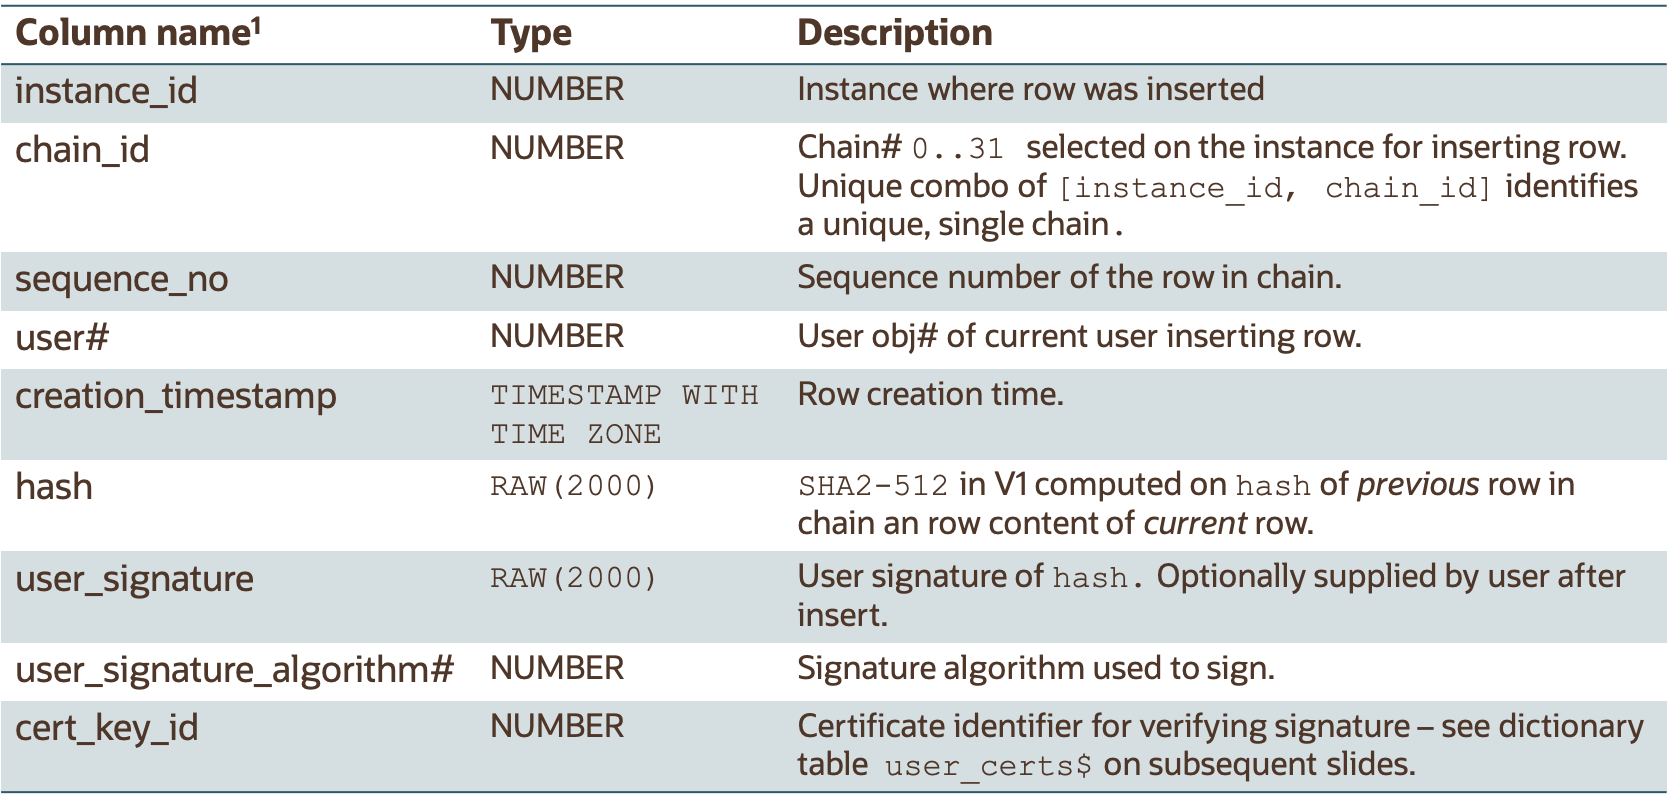 Column name¹ Type Description
instance_id NUMBER Instance where row was inserted
chain_id NUMBER Chain# 0..31 selected on the instance for inserting row.
Unique combo of [instance_id, chain_id] identifies
a unique, single chain.
sequence_no NUMBER Sequence number of the row in chain.
user# NUMBER User obj# of current user inserting row.
creation_timestamp TIMESTAMP WITH Row creation time.
TIME ZONE
hash RAW(2000) SHA2-512 in V1 computed on hash of previous row in
chain an row content of current row.
user_signature RAW(2000) User signature of hash. Optionally supplied by user after
insert.
user_signature_algorithm# NUMBER Signature algorithm used to sign.
cert_key_id NUMBER Certificate identifier for verifying signature – see dictionary
table user_certs$ on subsequent slides.